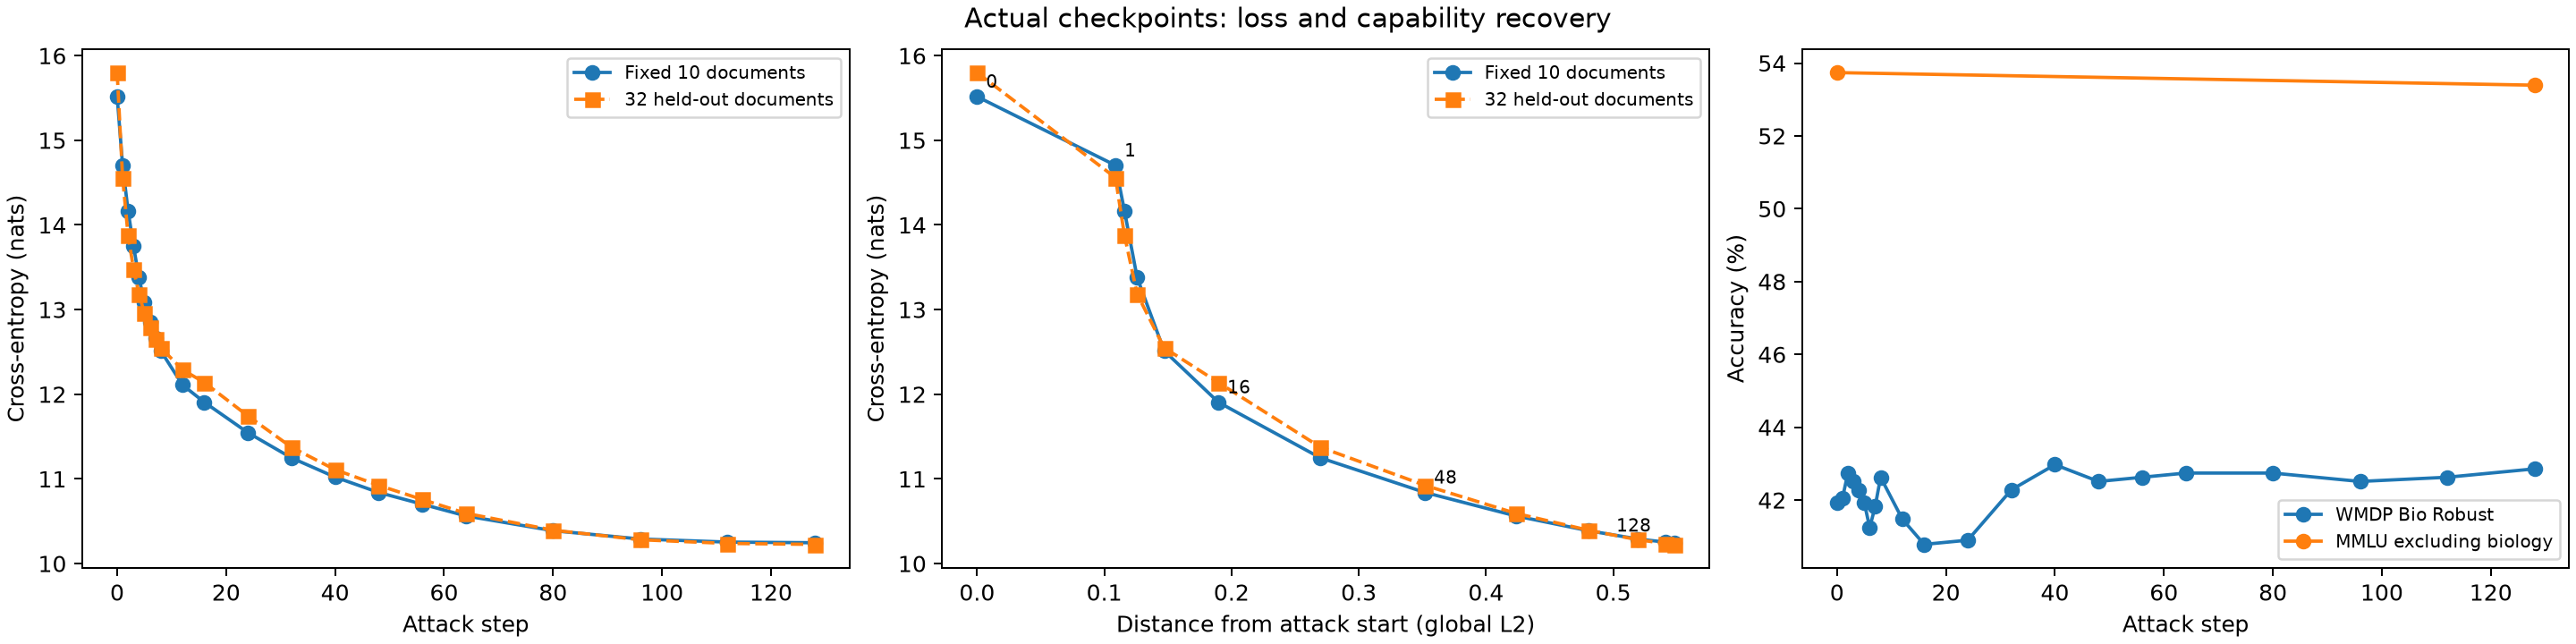 Actual checkpoints: loss and capability recovery
Cross-entropy (nats)
16
15
14
13
12
11
10
Fixed 10 documents
32 held-out documents
0 20 40 60 80 100 120
Attack step
Cross-entropy (nats)
16
15
14
13
12
11
10
Fixed 10 documents
32 held-out documents
0
1
16
48
128
0.0 0.1 0.2 0.3 0.4 0.5
Distance from attack start (global L2)
Accuracy (%)
54
52
50
48
46
44
42
WMDP Bio Robust
MMLU excluding biology
0 20 40 60 80 100 120
Attack step